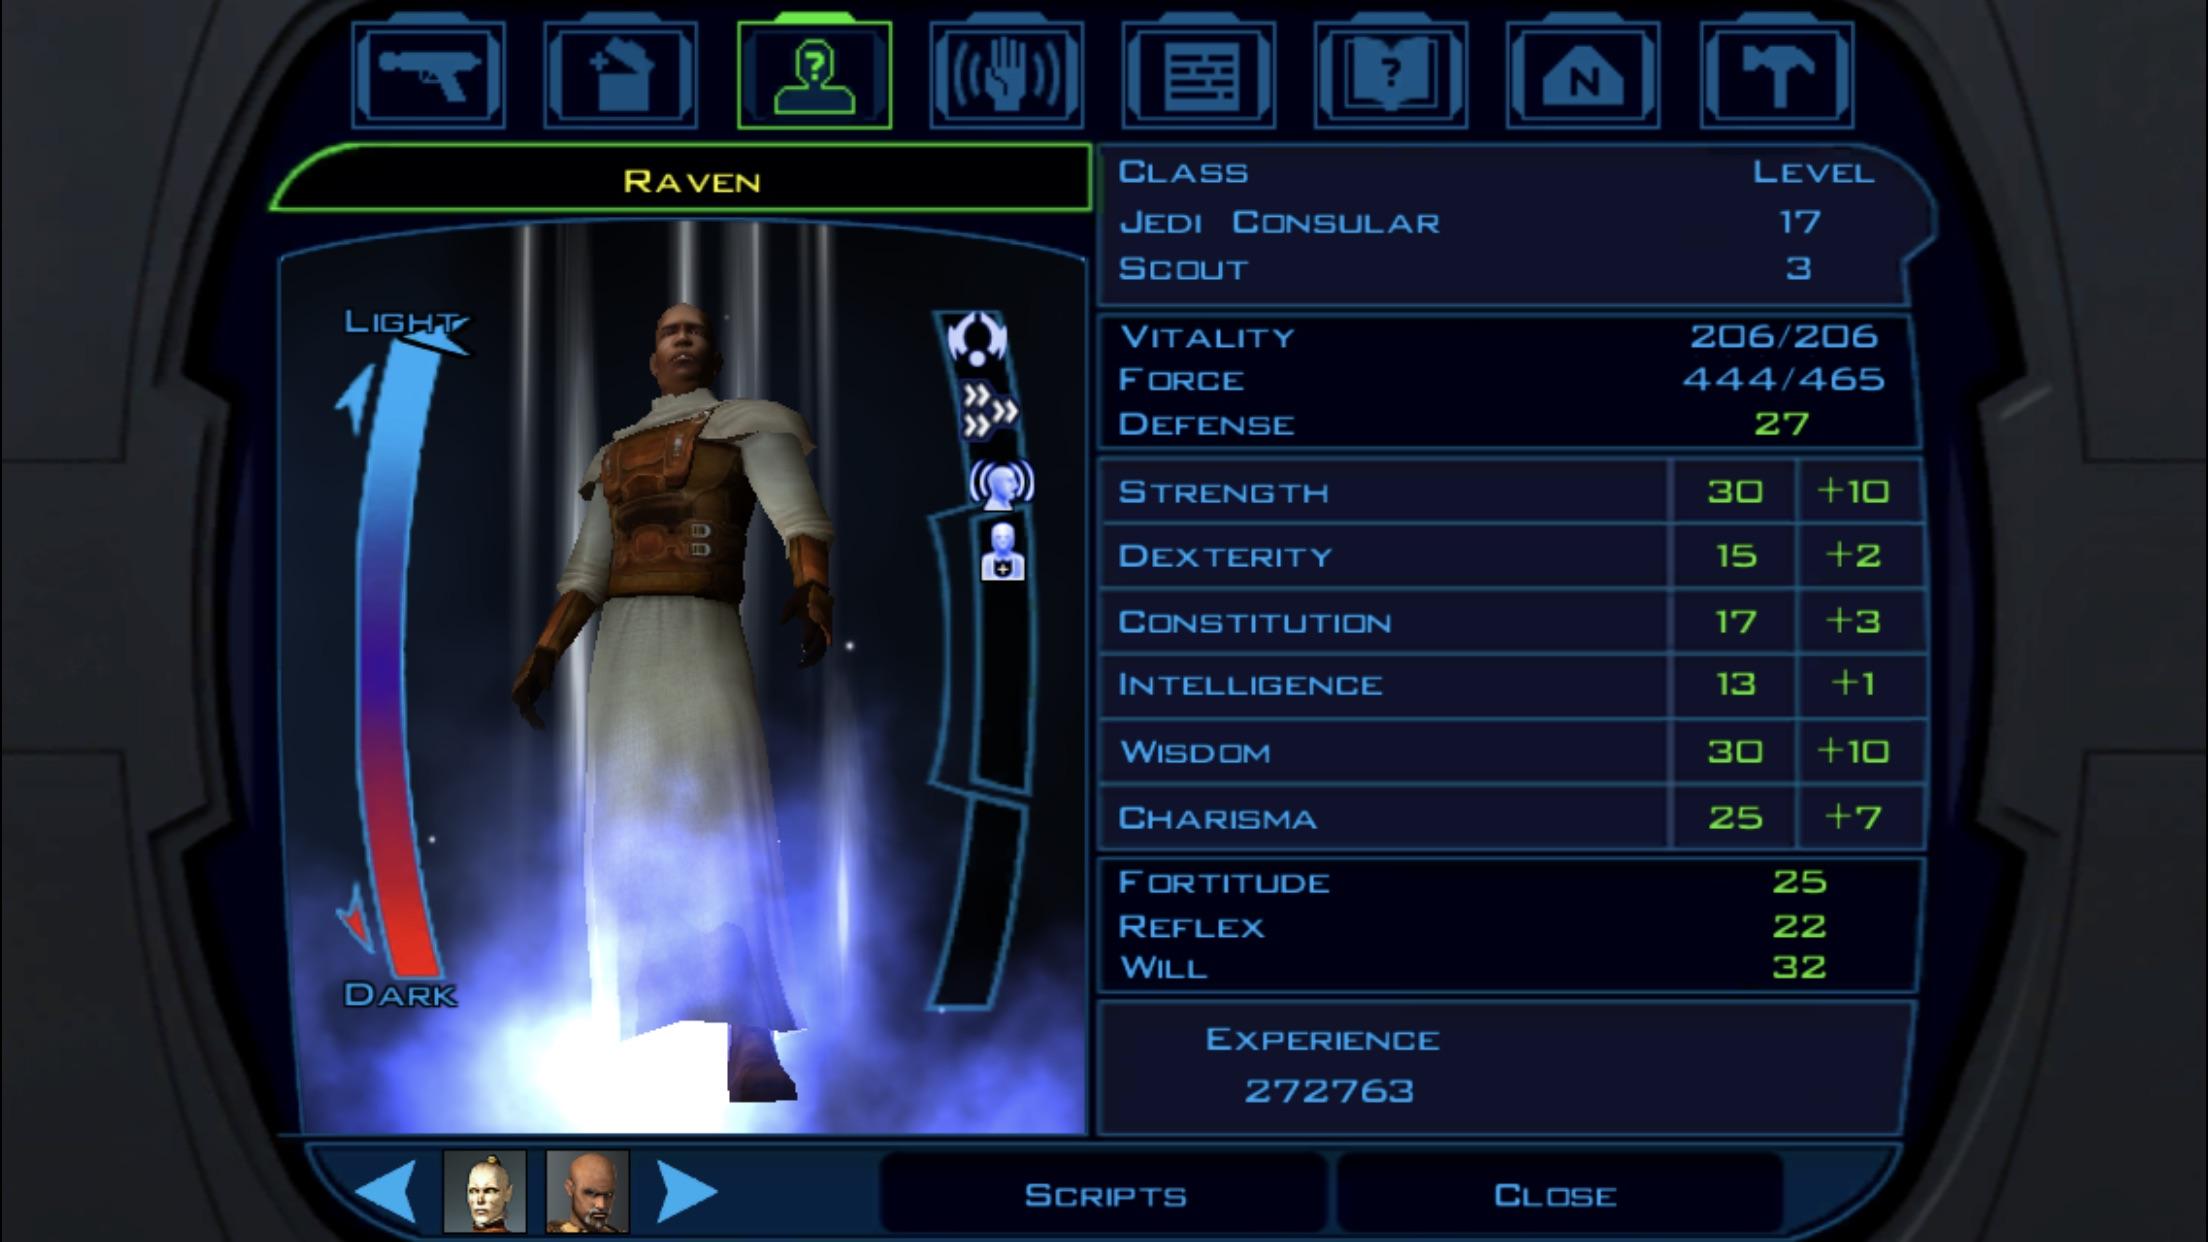 N
RAVEN
CLASS LEVEL
JEDI CONSULAR 17
SCOUT 3
LIGHT
VITALITY 206/206
FORCE 444/465
DEFENSE 27
STRENGTH 30 +10
DEXTERITY 15 +2
CONSTITUTION 17 +3
INTELLIGENCE 13 +1
WISDOM 30 +10
CHARISMA 25 +7
FORTITUDE 25
REFLEX 22
WILL 32
DARK
EXPERIENCE
272763
SCRIPTS CLOSE